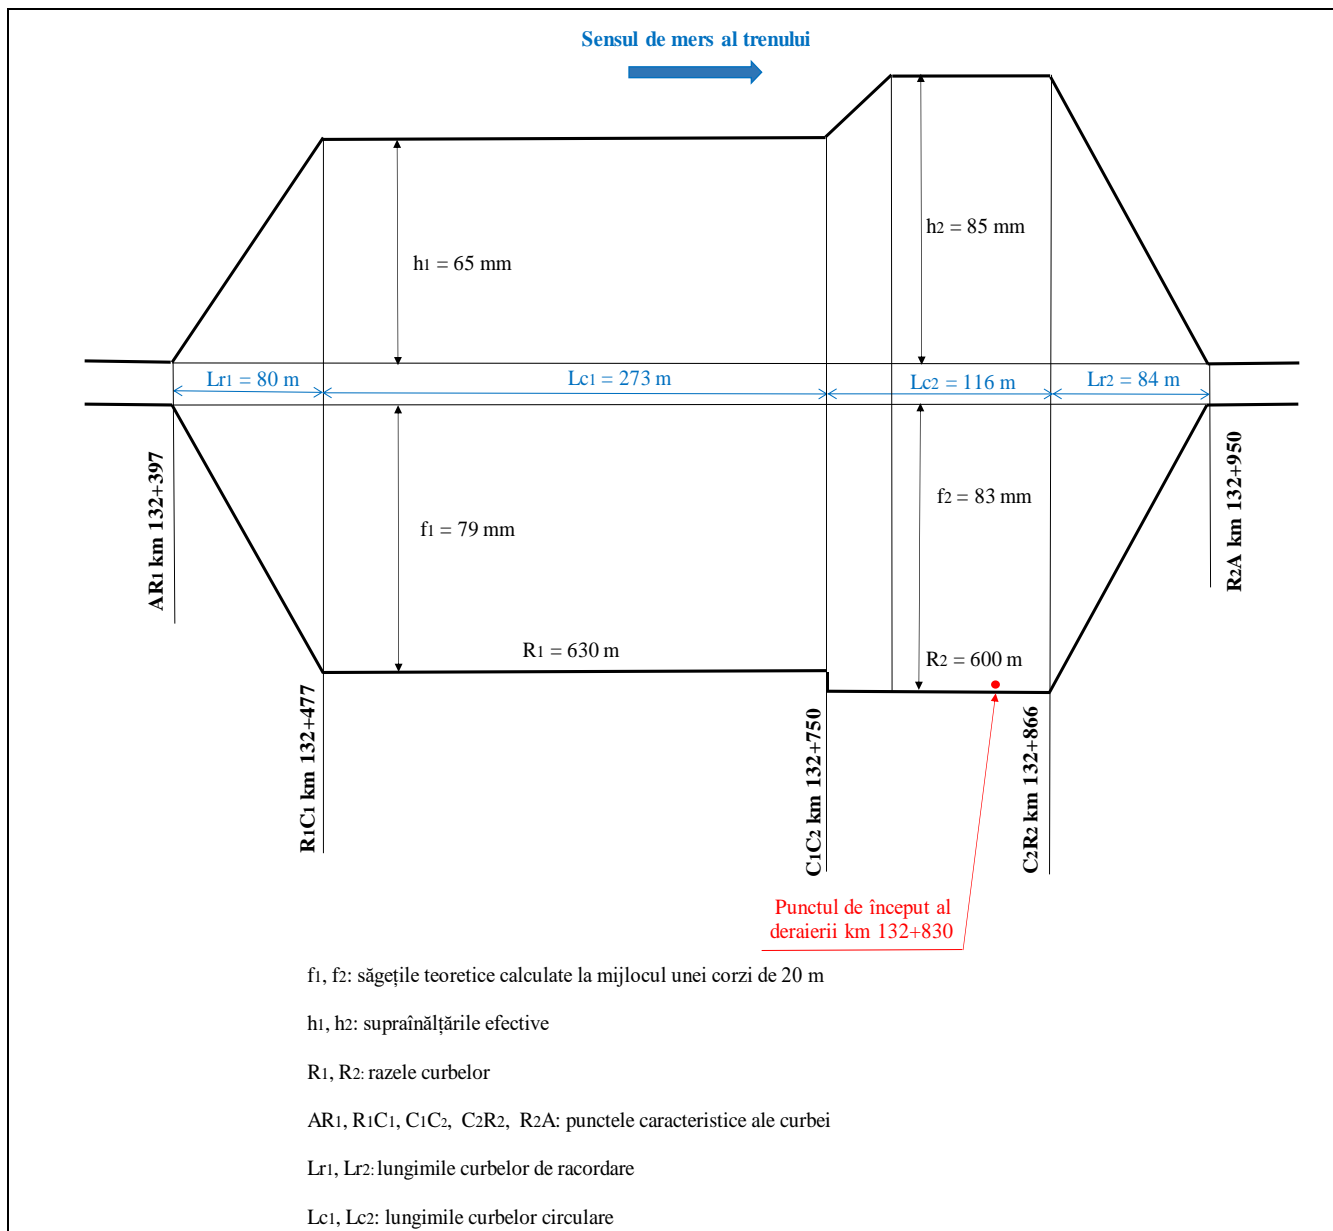 Sensul de mers al trenului
h1 = 65 mm
h2 = 85 mm
Lr1 = 80 m
Lc1 = 273 m
Lc2 = 116 m
Lr2 = 84 m
f1 = 79 mm
f2 = 83 mm
R1 = 630 m
R2 = 600 m
AR1 km 132+397
R1C1 km 132+477
C1C2 km 132+750
C2R2 km 132+866
R2A km 132+950
Punctul de început al
deraierii km 132+830
f1, f2: săgețile teoretice calculate la mijlocul unei corzi de 20 m
h1, h2: supraînălțările efective
R1, R2: razele curbelor
AR1, R1C1, C1C2, C2R2, R2A: punctele caracteristice ale curbei
Lr1, Lr2: lungimile curbelor de racordare
Lc1, Lc2: lungimile curbelor circulare